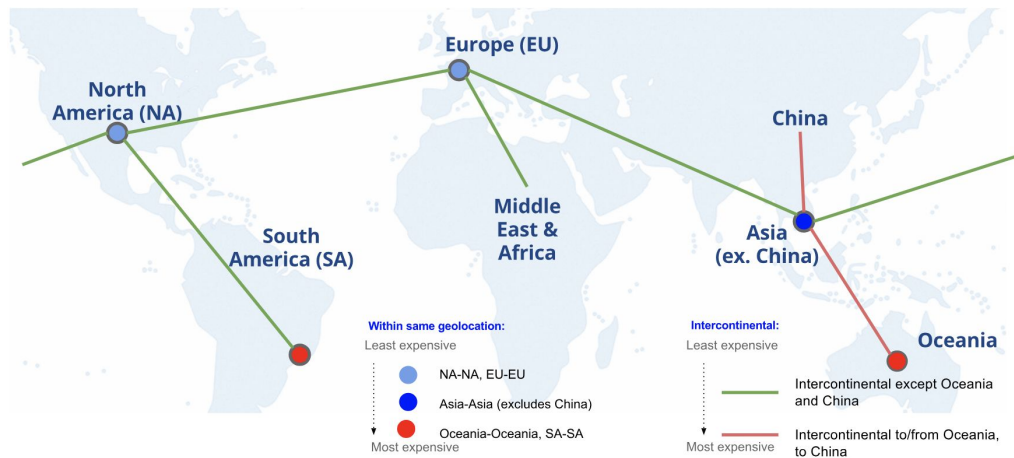 Europe (EU)
North
America (NA)
China
Middle
East &
Africa
South
America (SA)
Asia
(ex. China)
Oceania
Within same geolocation:
Least expensive
NA-NA, EU-EU
Asia-Asia (excludes China)
Oceania-Oceania, SA-SA
Most expensive
Intercontinental:
Least expensive
Intercontinental except Oceania
and China
Intercontinental to/from Oceania,
to China
Most expensive